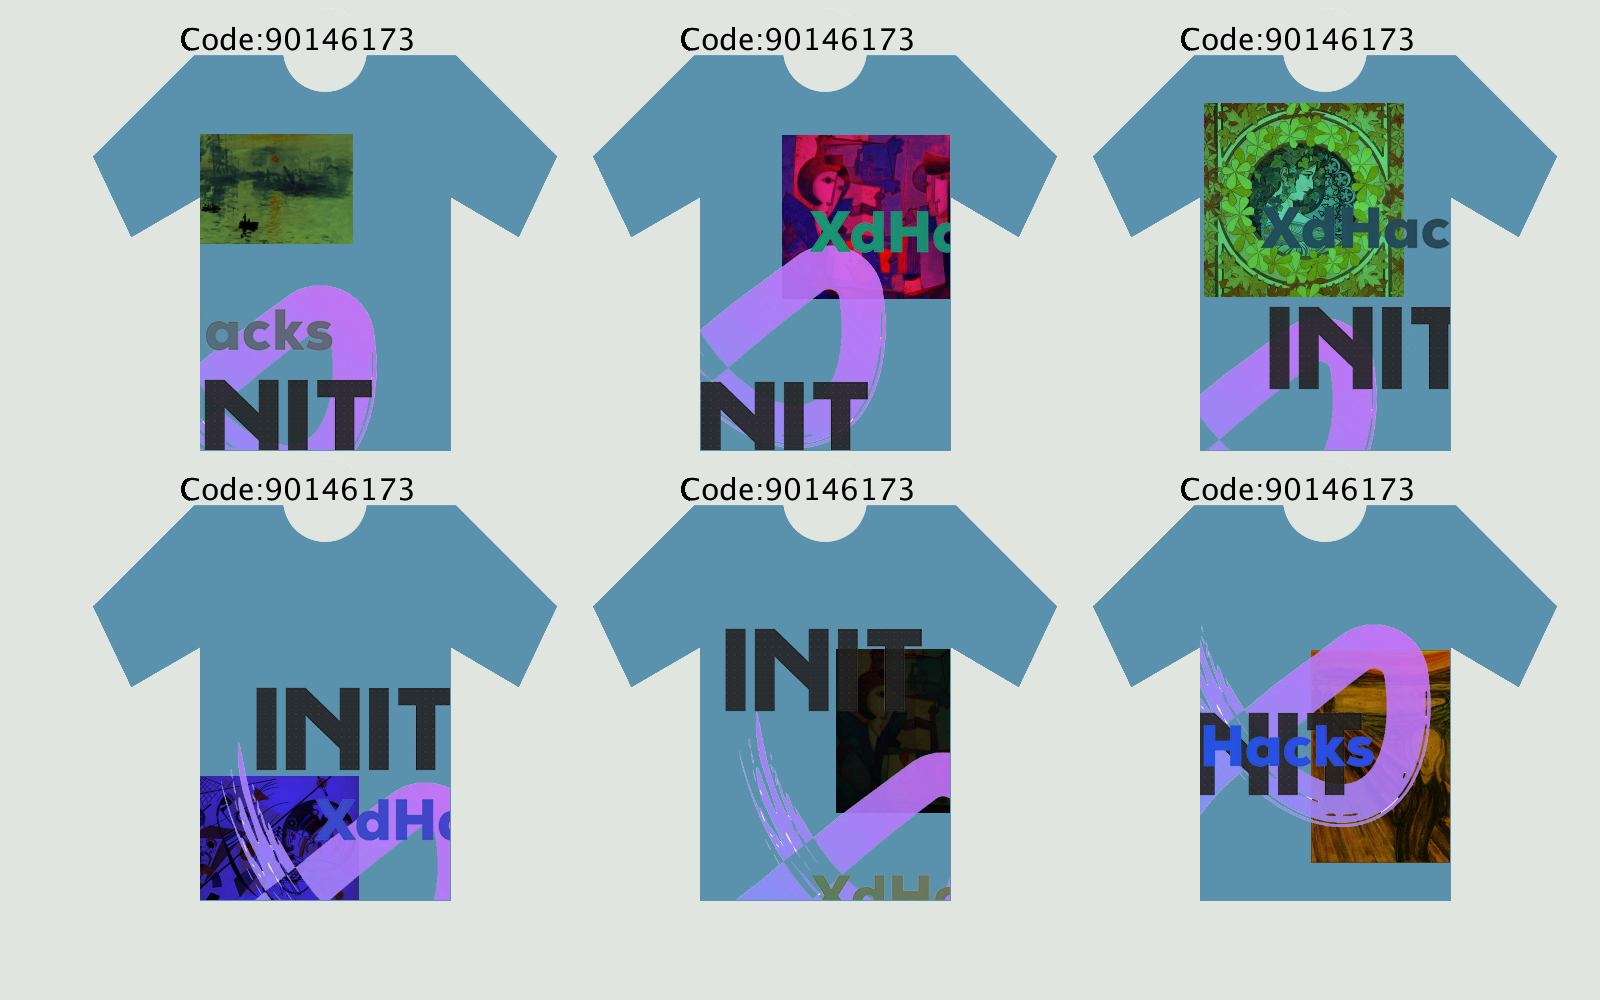 Code:90146173 Code:90146173 Code:90146173
XdHa XdHac
acks INIT
NIT NIT
Code:90146173 Code:90146173 Code:90146173
INIT
INIT NIT
Hacks
XdHa
XdHa